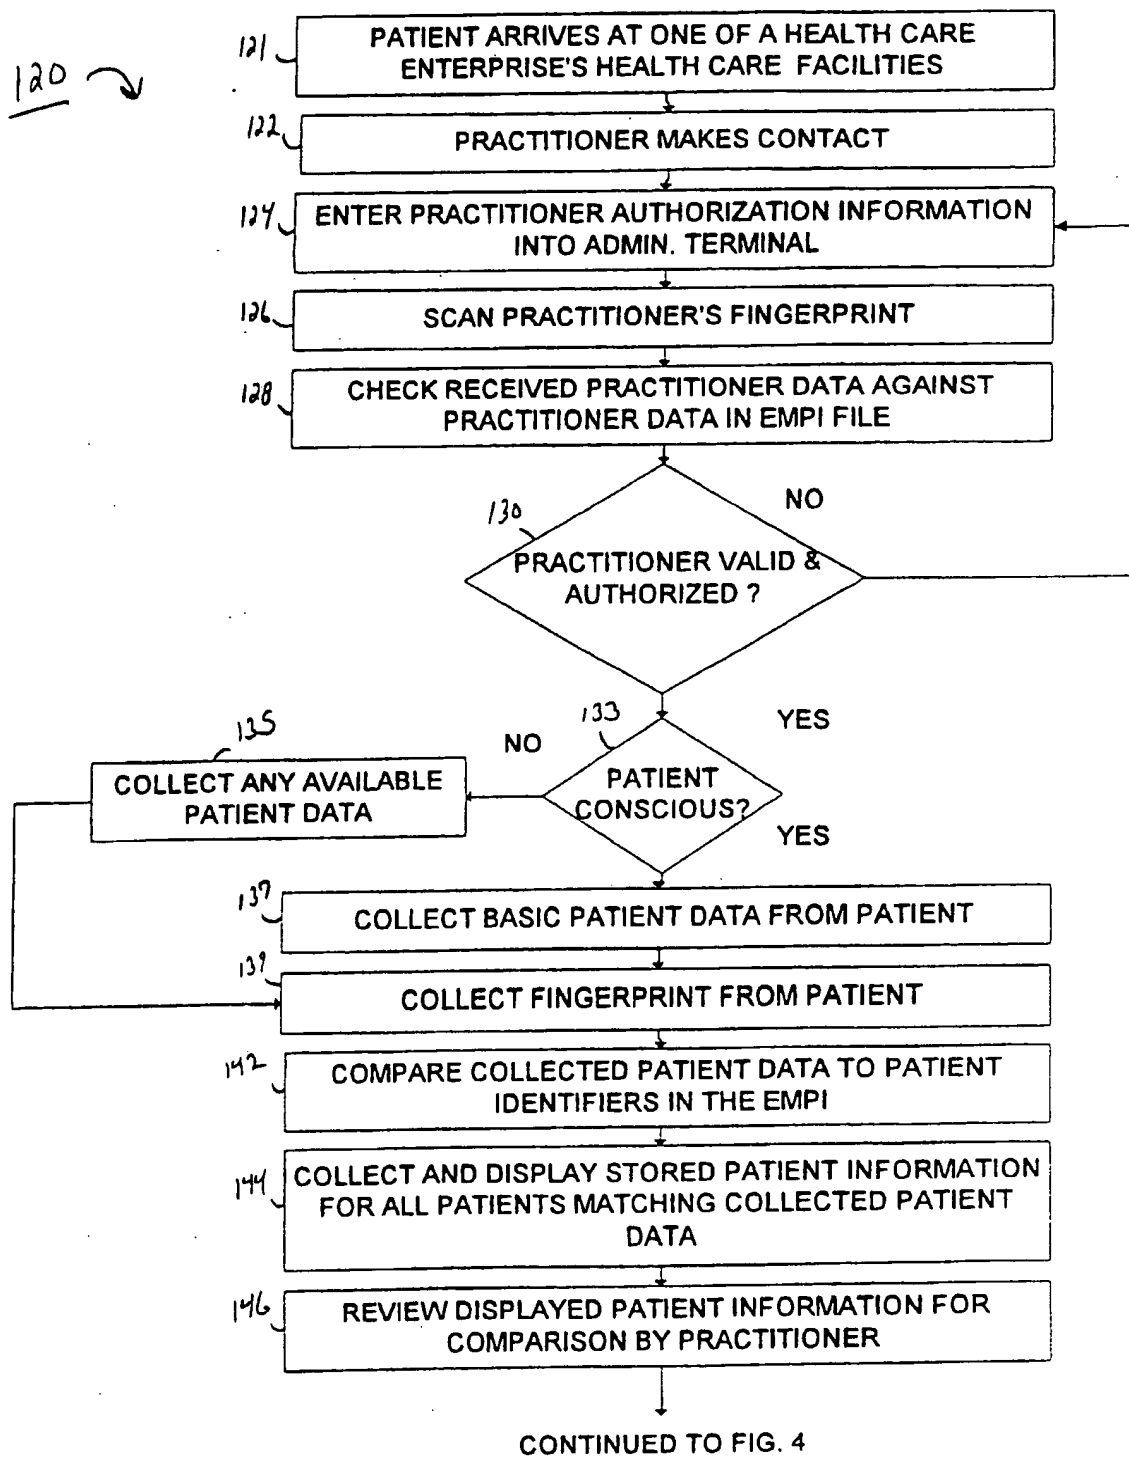 120
121
PATIENT ARRIVES AT ONE OF A HEALTH CARE
ENTERPRISE'S HEALTH CARE FACILITIES
122
PRACTITIONER MAKES CONTACT
124
ENTER PRACTITIONER AUTHORIZATION INFORMATION
INTO ADMIN. TERMINAL
126
SCAN PRACTITIONER'S FINGERPRINT
128
CHECK RECEIVED PRACTITIONER DATA AGAINST
PRACTITIONER DATA IN EMPI FILE
130
NO
PRACTITIONER VALID &
AUTHORIZED ?
133
YES
135
NO
COLLECT ANY AVAILABLE
PATIENT DATA
PATIENT
CONSCIOUS?
YES
137
COLLECT BASIC PATIENT DATA FROM PATIENT
139
COLLECT FINGERPRINT FROM PATIENT
142
COMPARE COLLECTED PATIENT DATA TO PATIENT
IDENTIFIERS IN THE EMPI
144
COLLECT AND DISPLAY STORED PATIENT INFORMATION
FOR ALL PATIENTS MATCHING COLLECTED PATIENT
DATA
146
REVIEW DISPLAYED PATIENT INFORMATION FOR
COMPARISON BY PRACTITIONER
CONTINUED TO FIG. 4